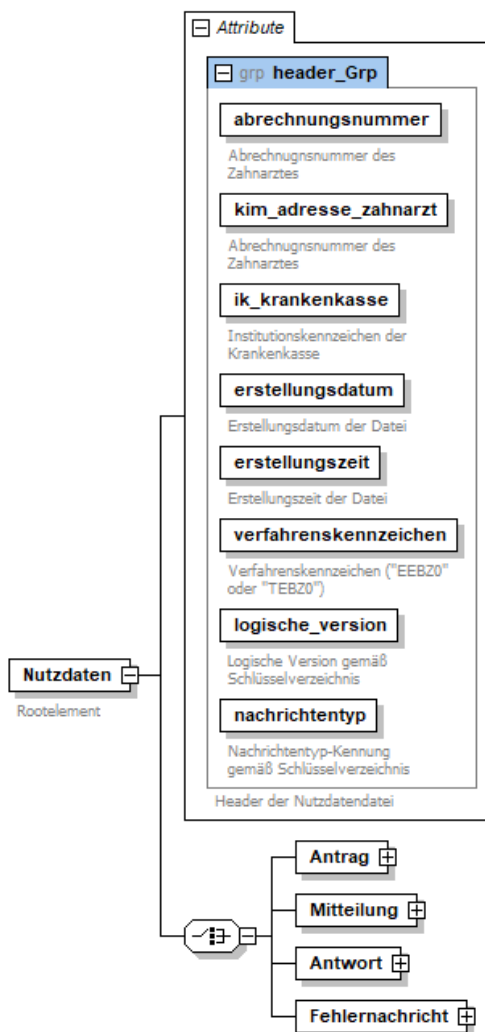 Attribute
grp header_Grp
abrechnungsnummer
Abrechnugnsnummer des
Zahnarztes
kim_adresse_zahnarzt
Abrechnugnsnummer des
Zahnarztes
ik_krankenkasse
Institutionskennzeichen der
Krankenkasse
erstellungsdatum
Erstellungsdatum der Datei
erstellungszeit
Erstellungszeit der Datei
verfahrenskennzeichen
Verfahrenskennzeichen ("EEBZ0"
oder "TEBZ0")
logische_version
Logische Version gemäß
Schlüsselverzeichnis
nachrichtentyp
Nachrichtentyp-Kennung
gemäß Schlüsselverzeichnis
Header der Nutzdatendatei
Nutzdaten
Rootelement
Antrag
Mitteilung
Antwort
Fehlernachricht